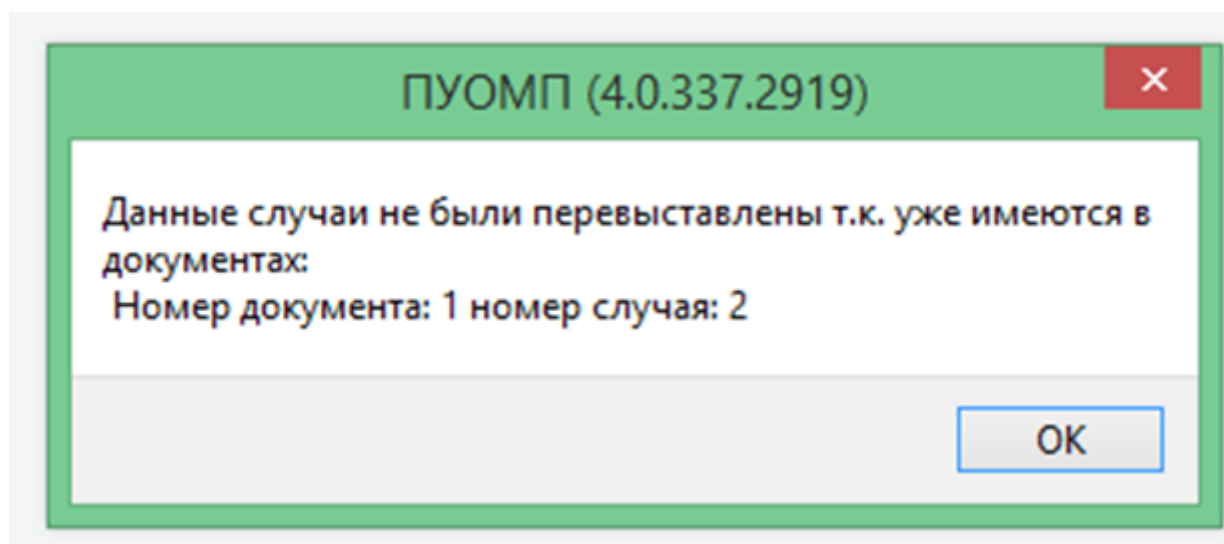 ПУОМП (4.0.337.2919)
Данные случаи не были перевыставлены т.к. уже имеются в
документах:
Номер документа: 1 номер случая: 2
ОК